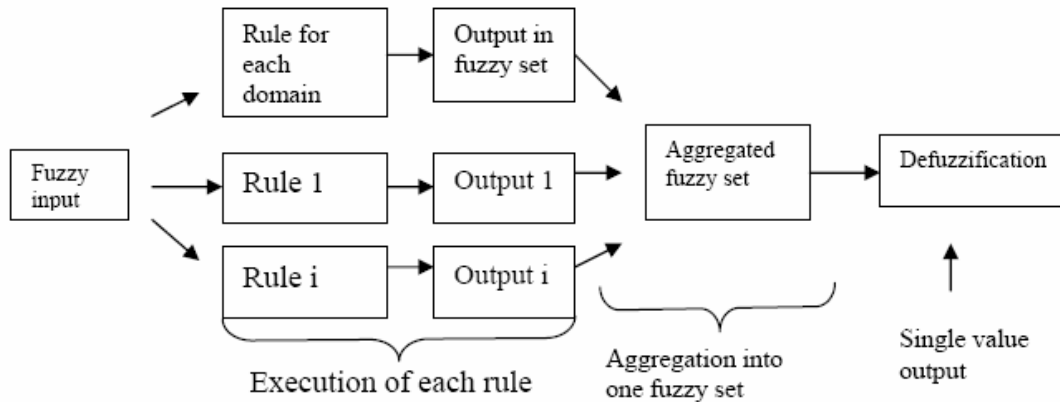 Rule for
each
domain
Output in
fuzzy set
Fuzzy
input
Rule 1
Output 1
Aggregated
fuzzy set
Defuzzification
Rule i
Output i
Execution of each rule
Aggregation into
one fuzzy set
Single value
output